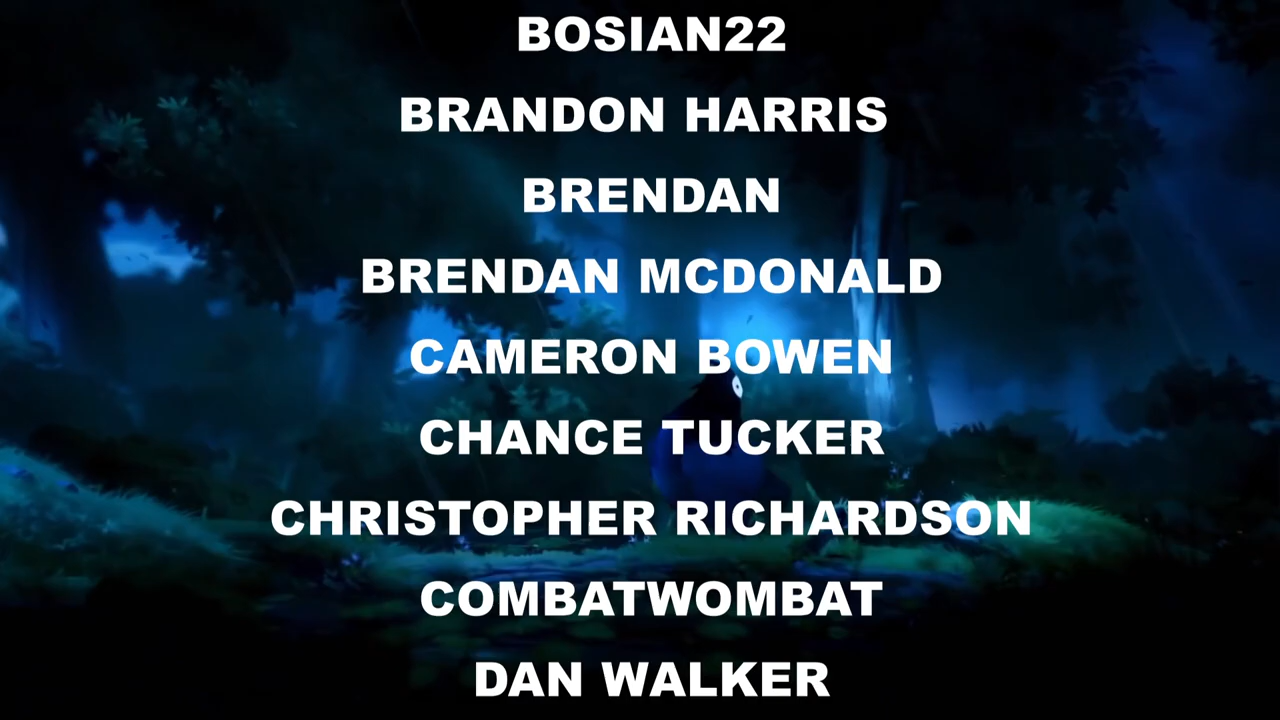 BOSIAN22
BRANDON HARRIS
BRENDAN
BRENDAN MCDONALD
CAMERON BOWEN
CHANCE TUCKER
CHRISTOPHER RICHARDSON
COMBATWOMBAT
DAN WALKER